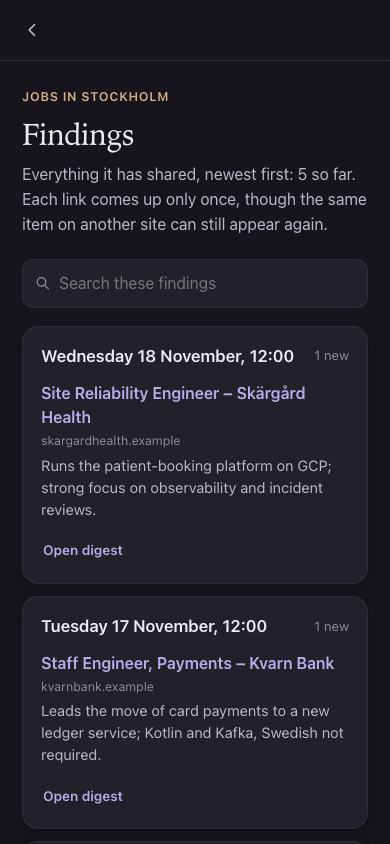 JOBS IN STOCKHOLM
Findings
Everything it has shared, newest first: 5 so far.
Each link comes up only once, though the same
item on another site can still appear again.
Search these findings
Wednesday 18 November, 12:00 1 new
Site Reliability Engineer – Skärgård
Health
skargardhealth.example
Runs the patient-booking platform on GCP;
strong focus on observability and incident
reviews.
Open digest
Tuesday 17 November, 12:00 1 new
Staff Engineer, Payments – Kvarn Bank
kvarnbank.example
Leads the move of card payments to a new
ledger service; Kotlin and Kafka, Swedish not
required.
Open digest